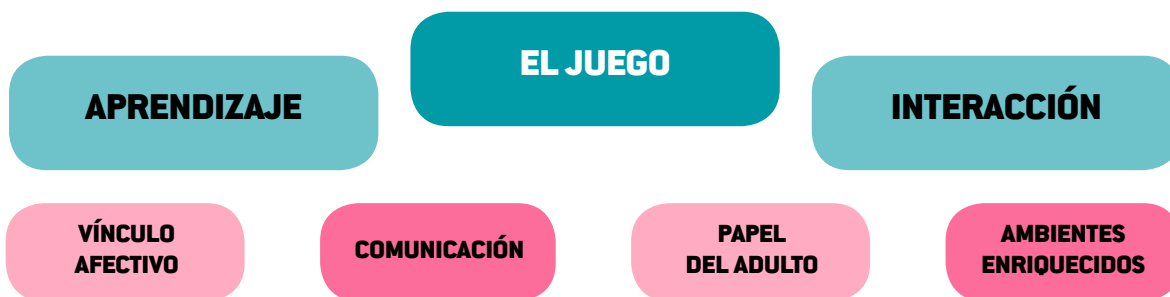 EL JUEGO
APRENDIZAJE
INTERACCIÓN
VÍNCULO
AFECTIVO
COMUNICACIÓN
PAPEL
DEL ADULTO
AMBIENTES
ENRIQUECIDOS